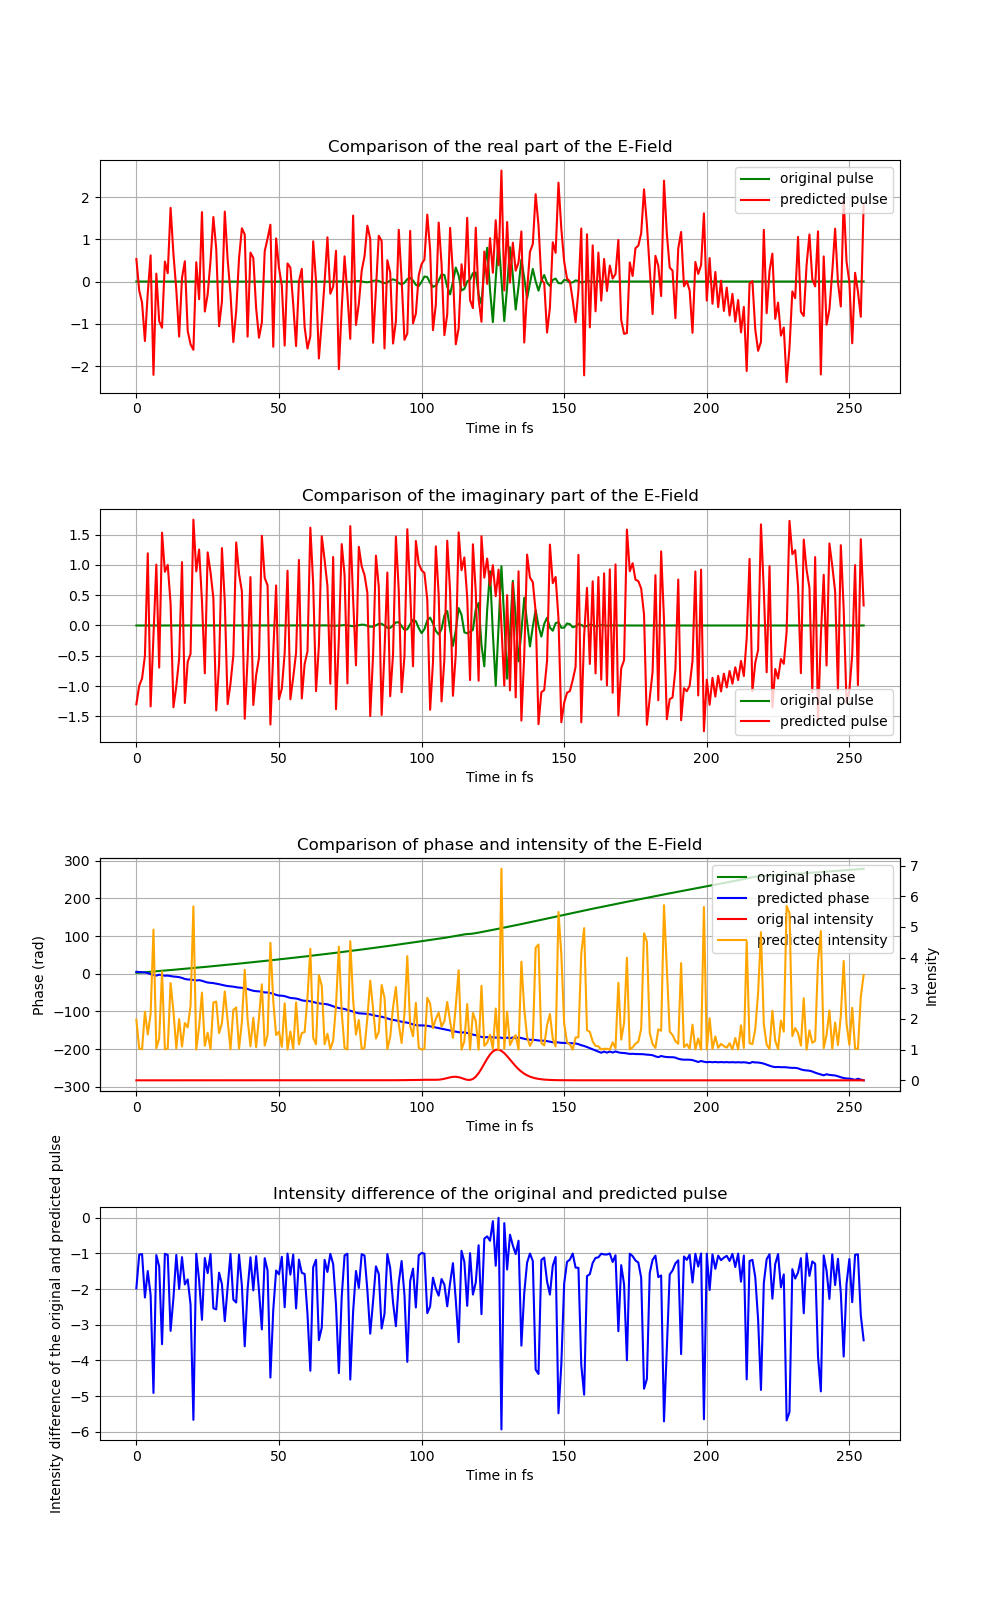 Comparison of the real part of the E-Field
original pulse
predicted pulse
2
1
0
−1
−2
0 50 100 150 200 250
Time in fs
Comparison of the imaginary part of the E-Field
1.5
1.0
0.5
0.0
−0.5
−1.0
−1.5
original pulse
predicted pulse
0 50 100 150 200 250
Time in fs
Comparison of phase and intensity of the E-Field
Phase (rad)
300
200
100
0
−100
−200
−300
original phase
predicted phase
original intensity
predicted intensity
7
6
5
4
3
2
1
0
Intensity
0 50 100 150 200 250
Time in fs
Intensity difference of the original and predicted pulse
Intensity difference of the original and predicted pulse
0
−1
−2
−3
−4
−5
−6
0 50 100 150 200 250
Time in fs